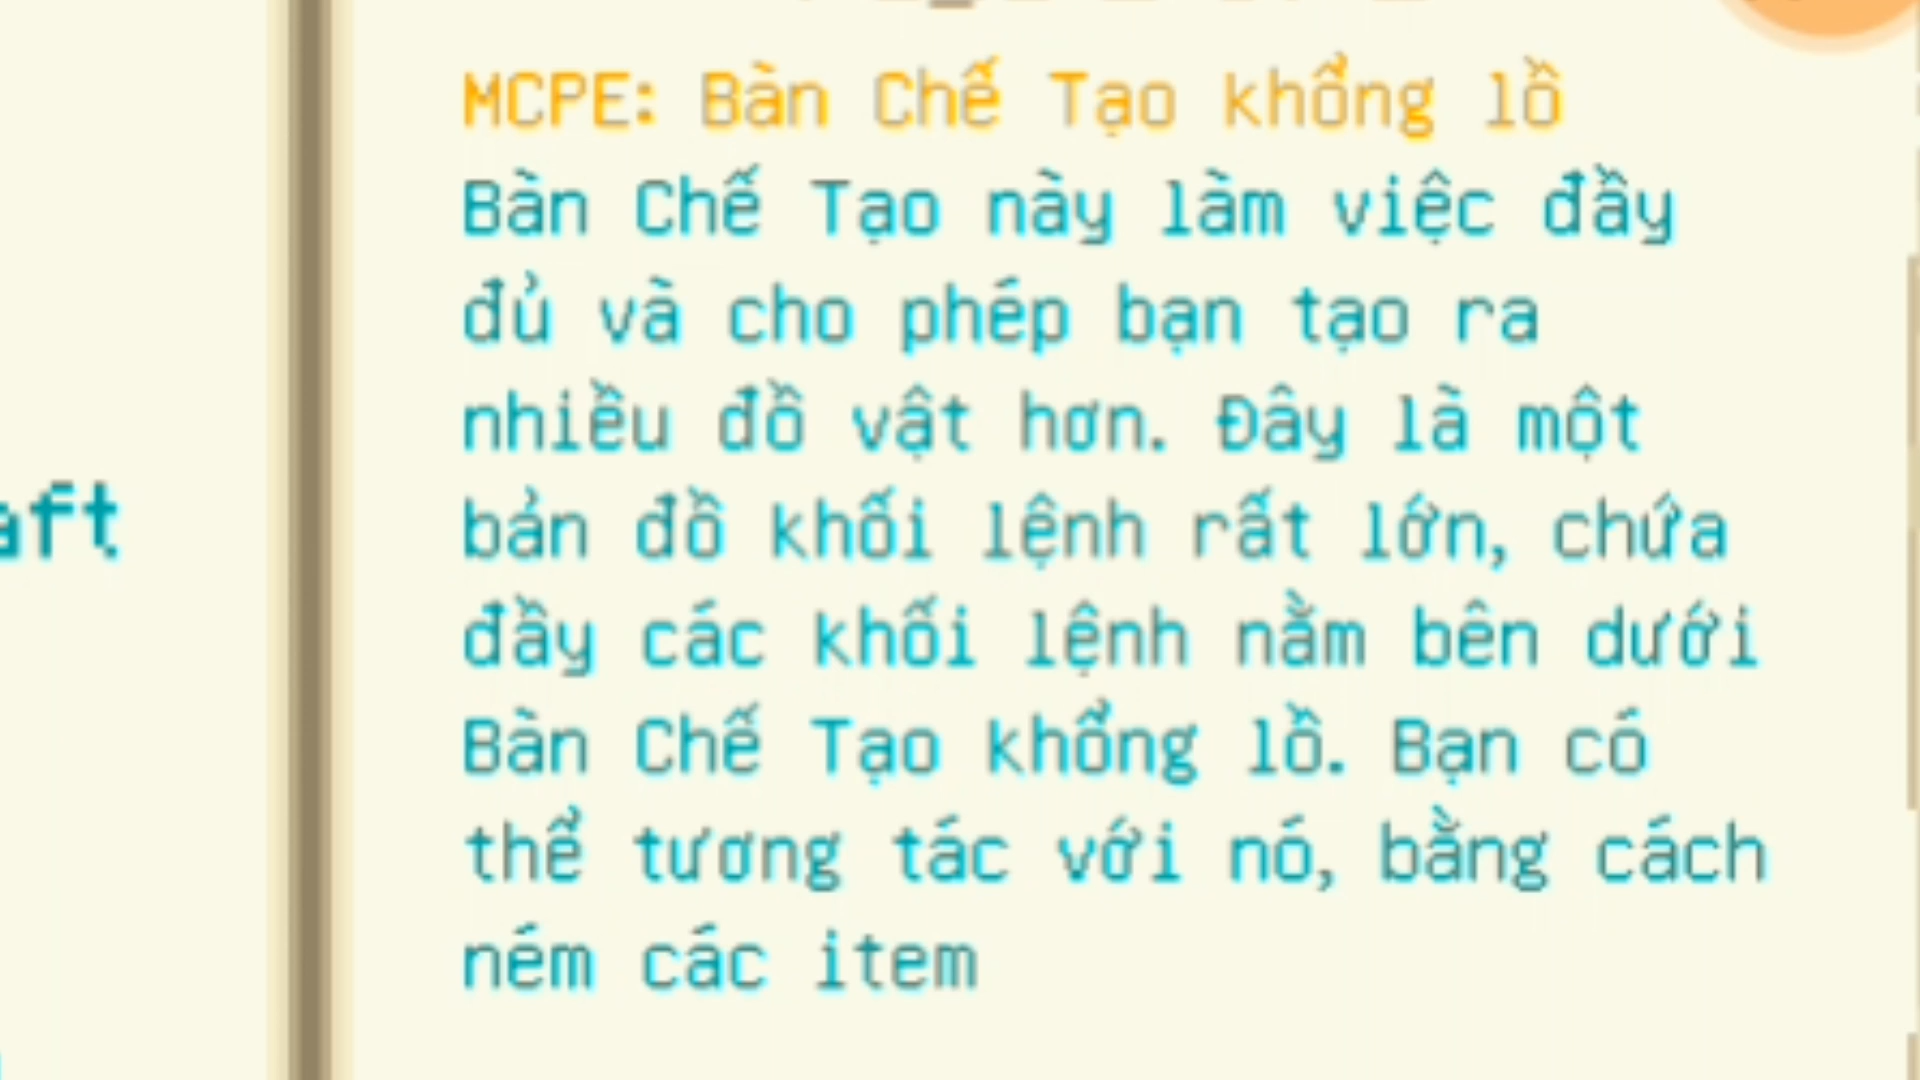 MCPE: Bàn Chế Tạo khổng lồ
Bàn Chế Tạo này làm việc đầy
đủ và cho phép bạn tạo ra
nhiều đồ vật hơn. Đây là một
bản đồ khối lệnh rất lớn, chứa
aft
đầy các khối lệnh nằm bên dưới
Bàn Chế Tạo khổng lồ. Bạn có
thể tương tác với nó, bằng cách
ném các item